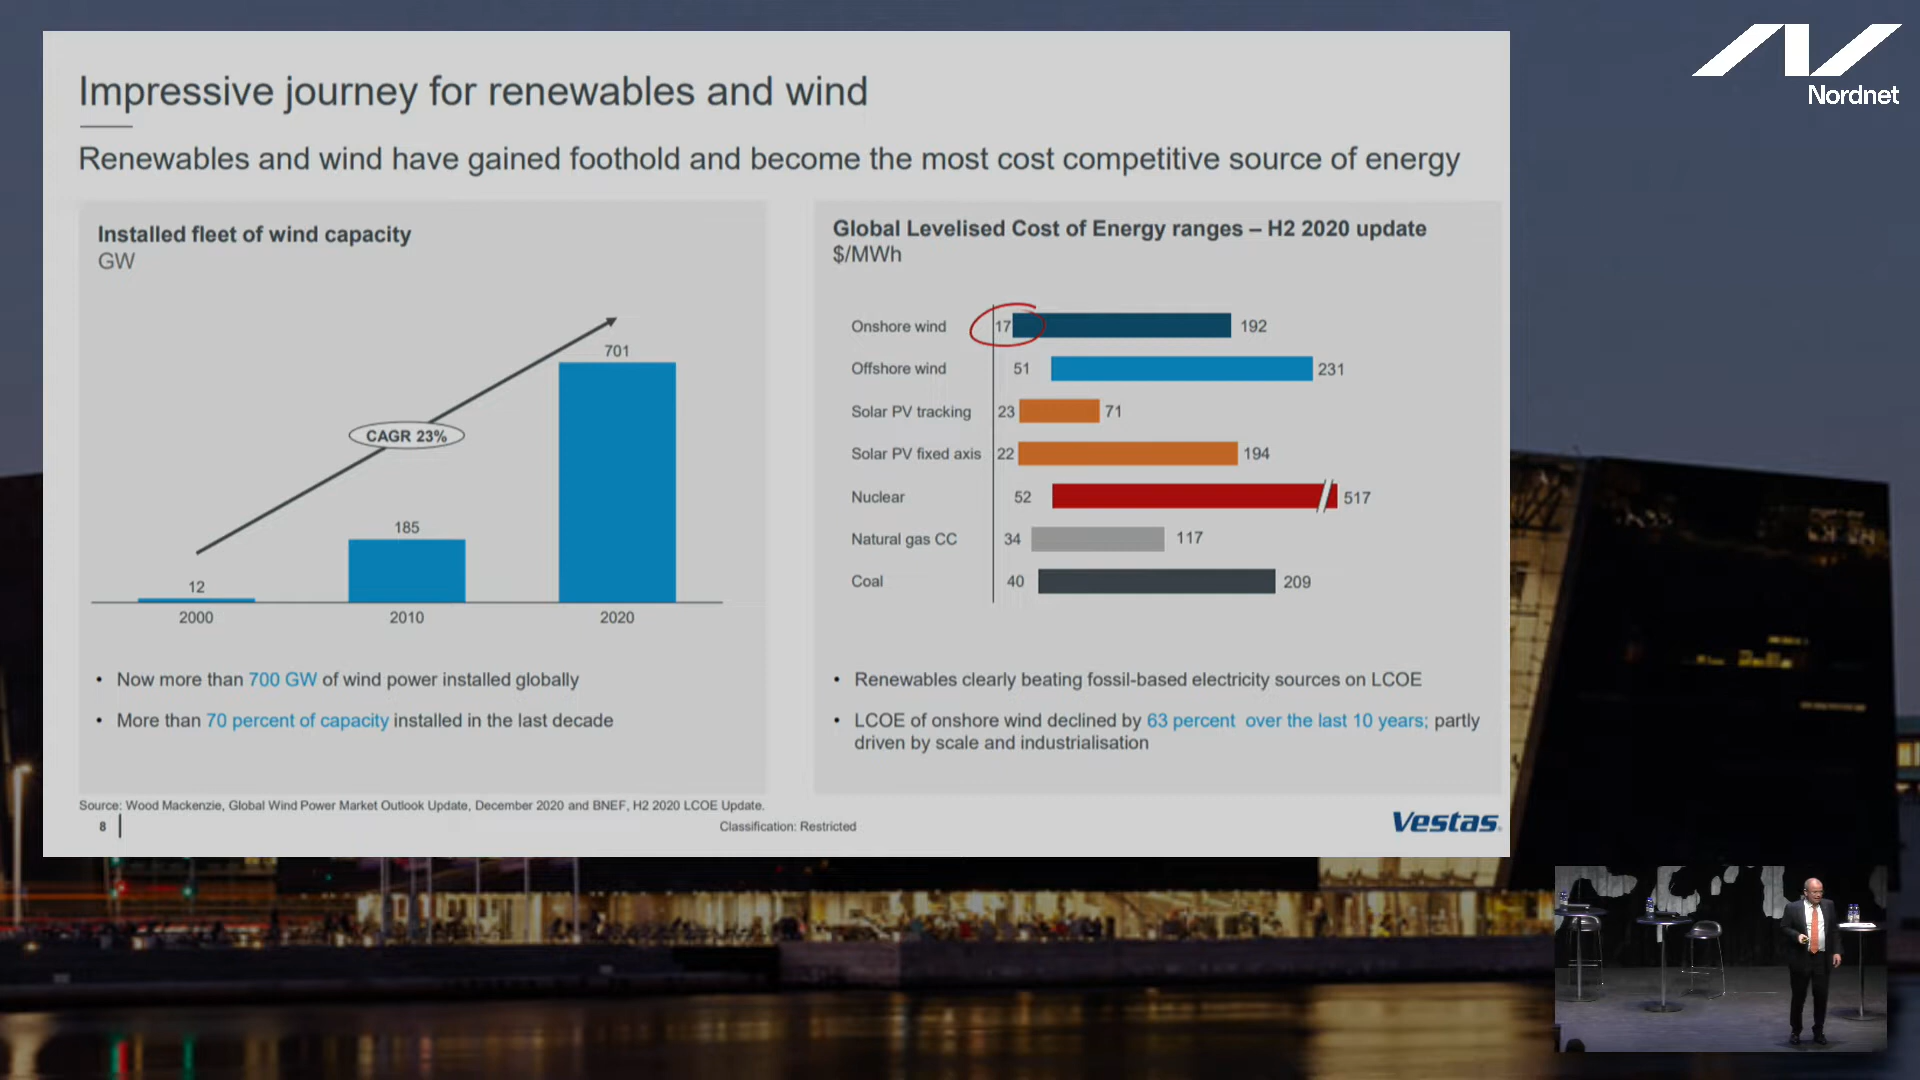 Nordnet
Impressive journey for renewables and wind
Renewables and wind have gained foothold and become the most cost competitive source of energy
Installed fleet of wind capacity
GW
701
CAGR 23%
185
12
2000
2010
2020
• Now more than 700 GW of wind power installed globally
• More than 70 percent of capacity installed in the last decade
Global Levelised Cost of Energy ranges – H2 2020 update
$/MWh
Onshore wind 17 192
Offshore wind 51 231
Solar PV tracking 23 71
Solar PV fixed axis 22 194
Nuclear 52 517
Natural gas CC 34 117
Coal 40 209
• Renewables clearly beating fossil-based electricity sources on LCOE
• LCOE of onshore wind declined by 63 percent over the last 10 years; partly
driven by scale and industrialisation
Source: Wood Mackenzie, Global Wind Power Market Outlook Update, December 2020 and BNEF, H2 2020 LCOE Update.
8
Classification: Restricted
Vestas